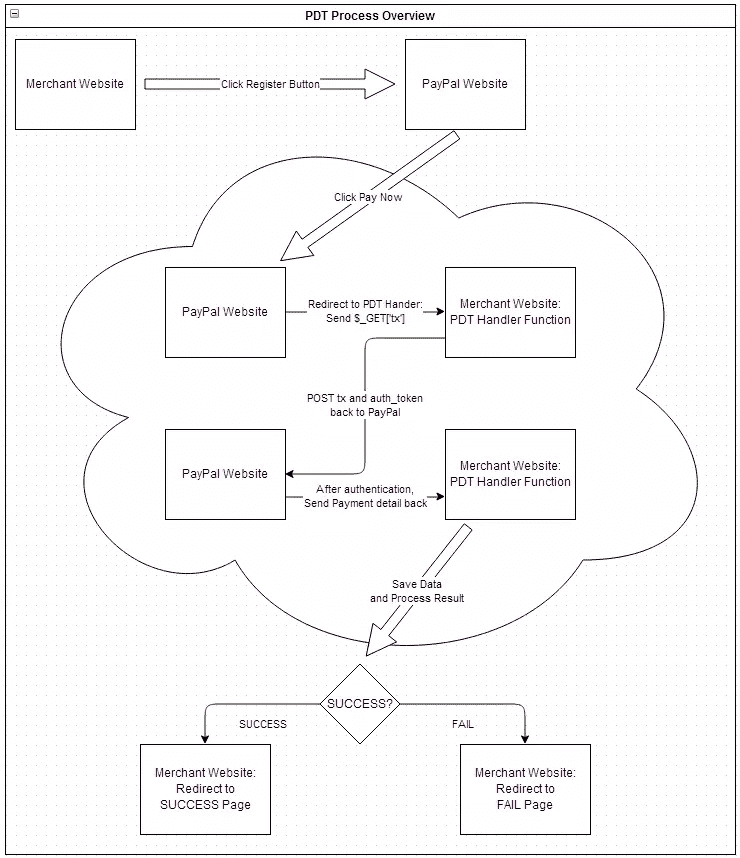 PDT Process Overview
Merchant Website
Click Register Button
PayPal Website
Click Pay Now
PayPal Website
Redirect to PDT Hander:
Send $_GET['tx']
Merchant Website:
PDT Handler Function
POST tx and auth_token
back to PayPal
PayPal Website
After authentication,
Send Payment detail back
Merchant Website:
PDT Handler Function
Save Data
and Process Result
SUCCESS?
SUCCESS
FAIL
Merchant Website:
Redirect to
SUCCESS Page
Merchant Website:
Redirect to
FAIL Page